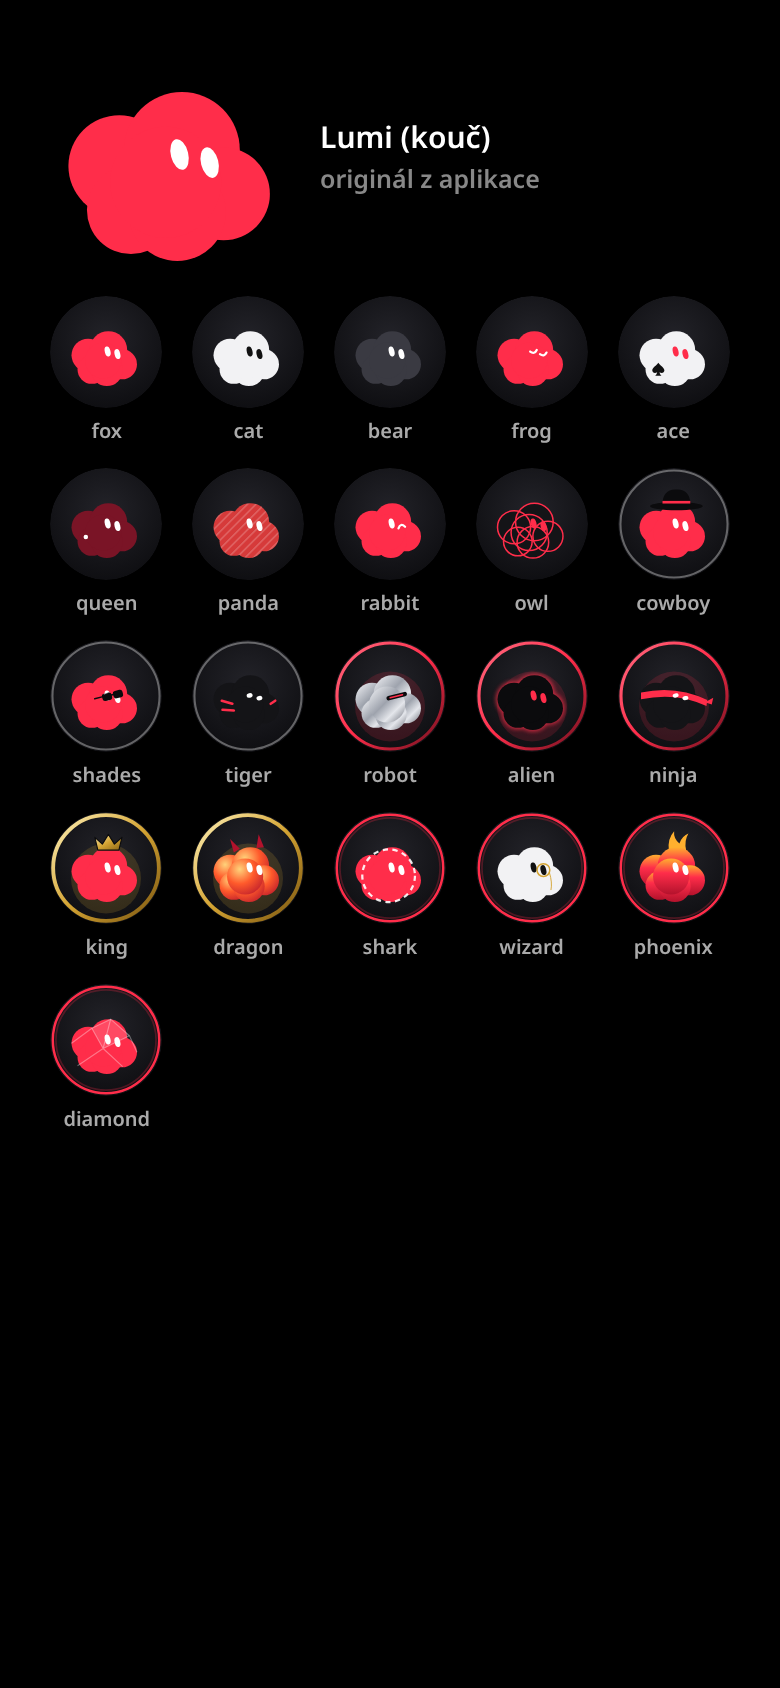 Lumi (kouč)
originál z aplikace
fox cat bear frog ace
queen panda rabbit owl cowboy
shades tiger robot alien ninja
king dragon shark wizard phoenix
diamond